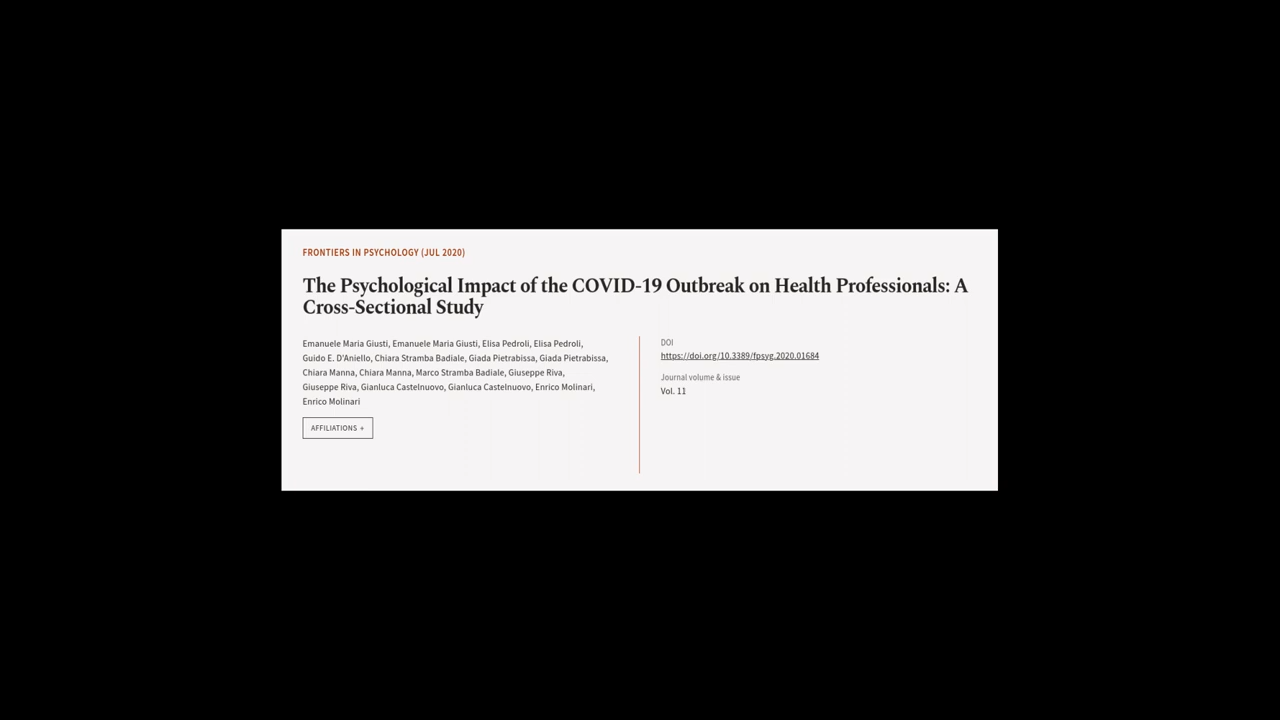 FRONTIERS IN PSYCHOLOGY (JUL 2020)
The Psychological Impact of the COVID-19 Outbreak on Health Professionals: A
Cross-Sectional Study
Emanuele Maria Giusti, Emanuele Maria Giusti, Elisa Pedroli, Elisa Pedroli,
Guido E. D'Aniello, Chiara Stramba Badiale, Giada Pietrabissa, Giada Pietrabissa,
Chiara Manna, Chiara Manna, Marco Stramba Badiale, Giuseppe Riva,
Giuseppe Riva, Gianluca Castelnuovo, Gianluca Castelnuovo, Enrico Molinari,
Enrico Molinari
AFFILIATIONS +
DOI
https://doi.org/10.3389/fpsyg.2020.01684
Journal volume & issue
Vol. 11